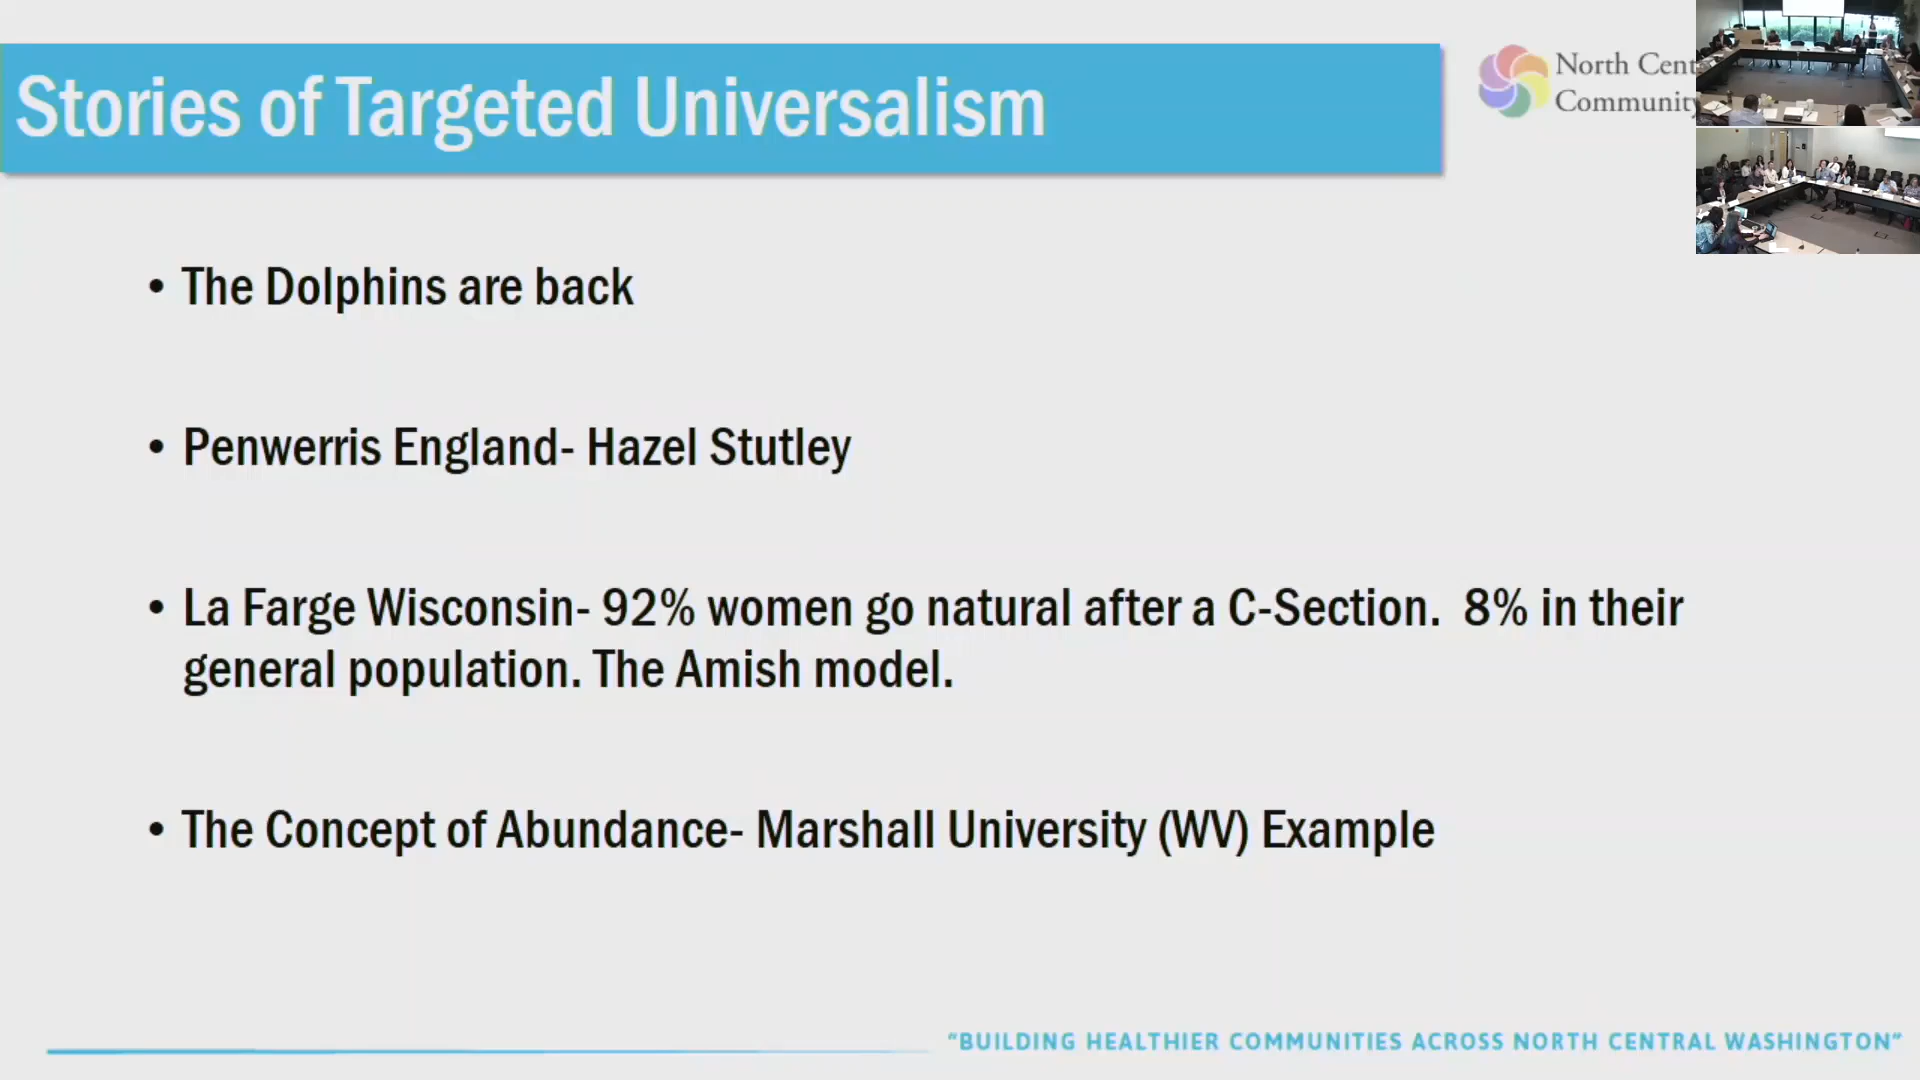 Stories of Targeted Universalism
North Cent
Community
• The Dolphins are back
• Penwerris England- Hazel Stutley
• La Farge Wisconsin- 92% women go natural after a C-Section.  8% in their
general population. The Amish model.
• The Concept of Abundance- Marshall University (WV) Example
“BUILDING HEALTHIER COMMUNITIES ACROSS NORTH CENTRAL WASHINGTON”